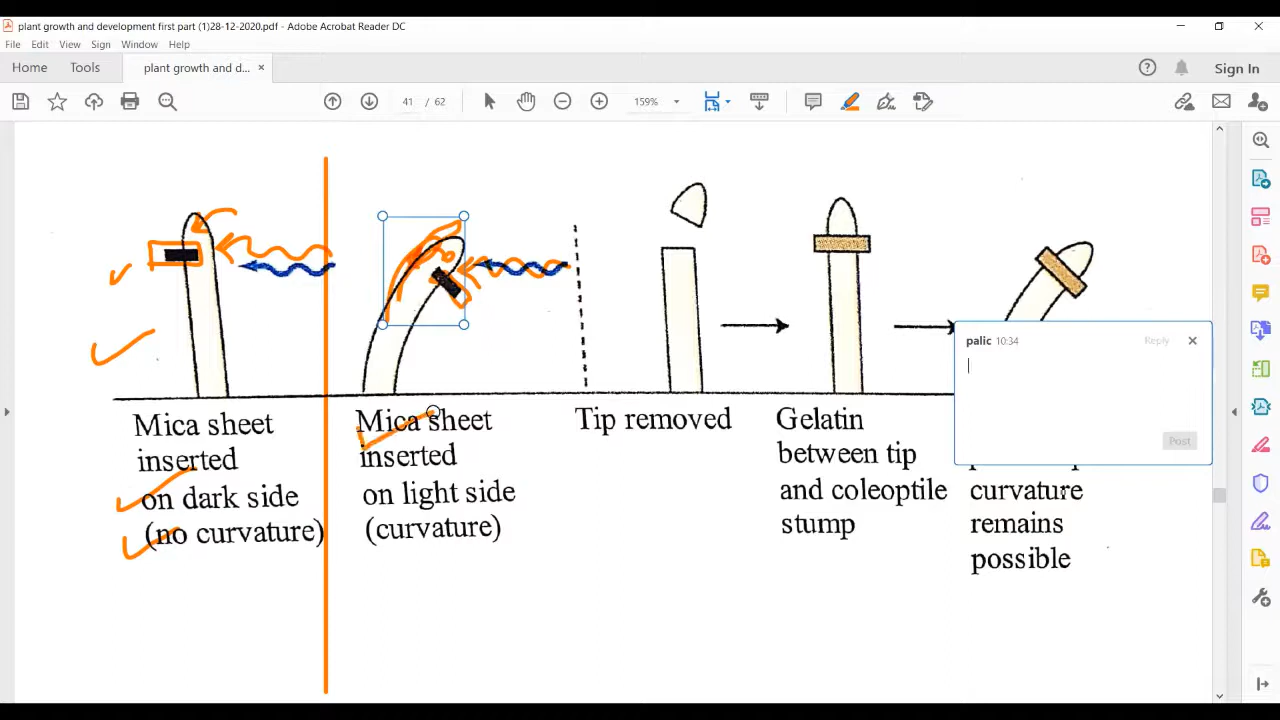 plant growth and development first part (1)28-12-2020.pdf - Adobe Acrobat Reader DC
File Edit View Sign Window Help
Home Tools plant growth and d... ×
41 / 62 159%
Sign In
palic 10:34 Reply
Post
Mica sheet
inserted
on dark side
(no curvature)
Mica sheet
inserted
on light side
(curvature)
Tip removed
Gelatin
between tip
and coleoptile
stump
curvature
remains
possible